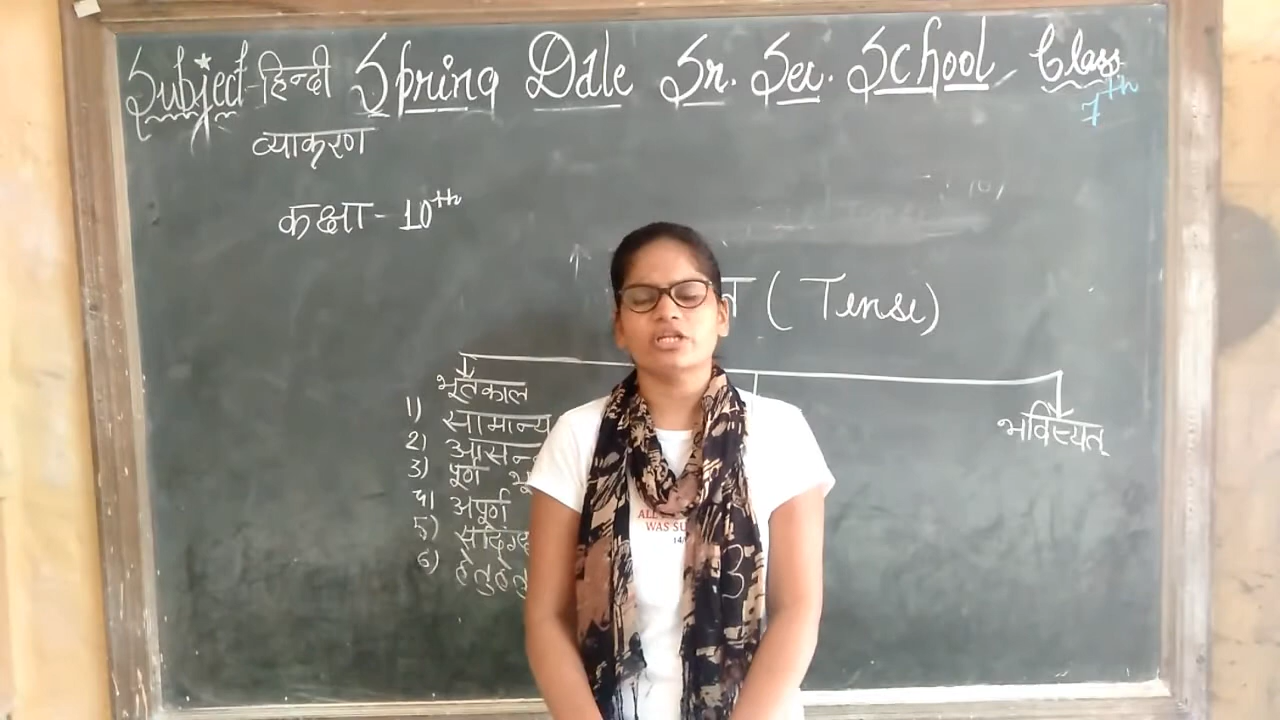 Subject-हिन्दी Spring Dale Sr. Sec. School Class
7th
व्याकरण
कक्षा - 10th
(Tense)
भूतकाल
भविष्यत्
1) सामान्य
2)
3) पूर्ण
4) अपूर्ण
5)
6)
WAS